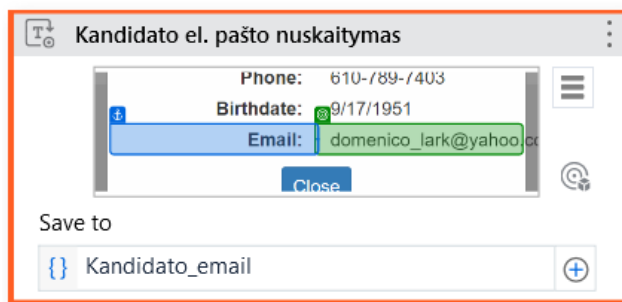 Kandidato el. pašto nuskaitymas
Phone: 610-789-7403
Birthdate: 9/17/1951
Email: domenico_lark@yahoo.co
Close
Save to
{} Kandidato_email